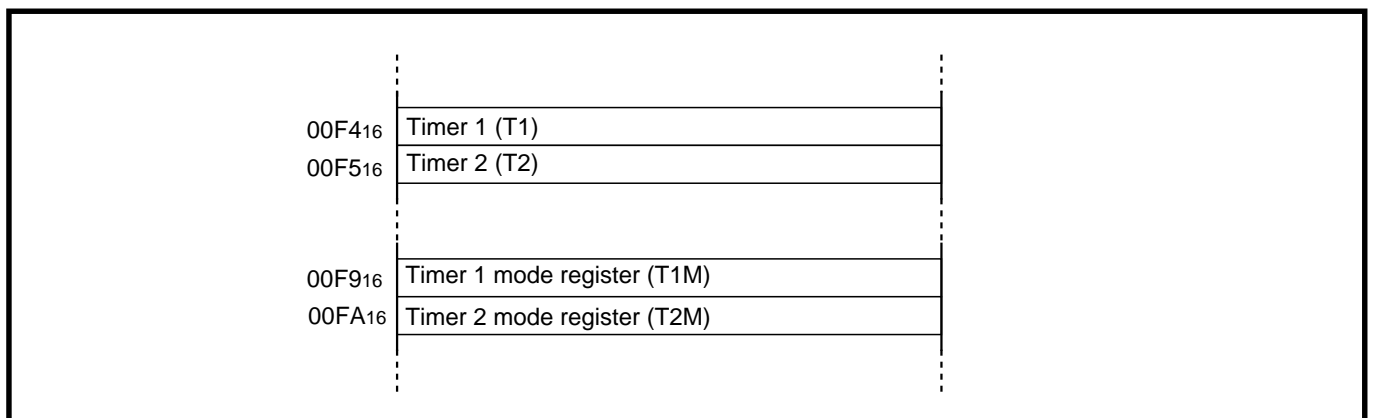 00F416 Timer 1 (T1)
00F516 Timer 2 (T2)
00F916 Timer 1 mode register (T1M)
00FA16 Timer 2 mode register (T2M)